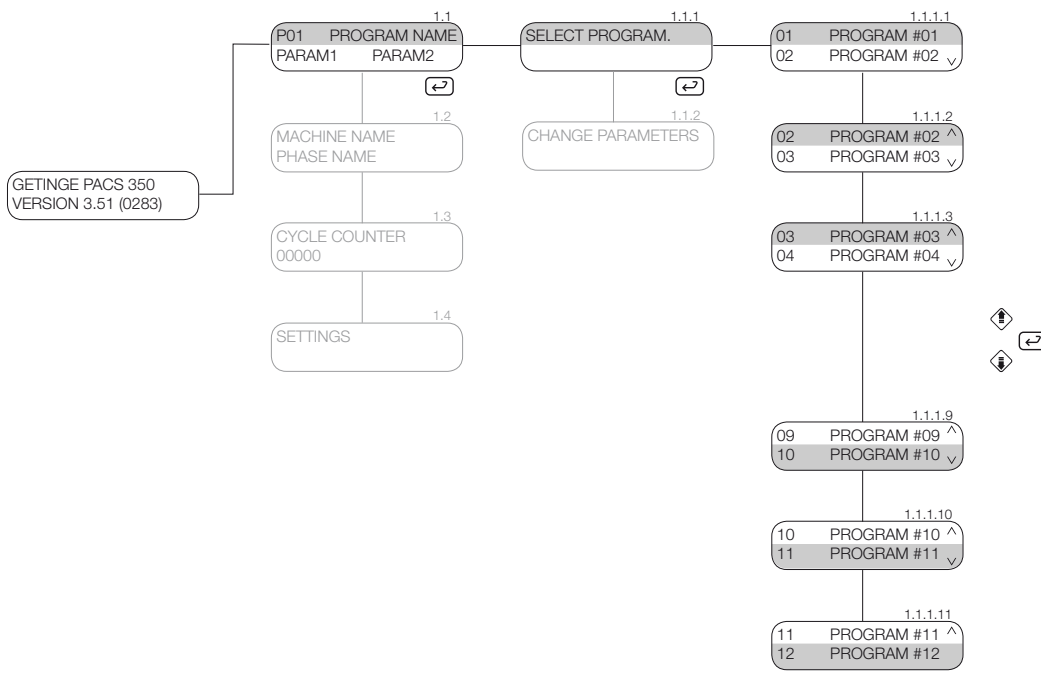 GETINGE PACS 350
VERSION 3.51 (0283)
1.1
P01 PROGRAM NAME
PARAM1 PARAM2
1.2
MACHINE NAME
PHASE NAME
1.3
CYCLE COUNTER
00000
1.4
SETTINGS
1.1.1
SELECT PROGRAM.
1.1.2
CHANGE PARAMETERS
1.1.1.1
01 PROGRAM #01
02 PROGRAM #02
1.1.1.2
02 PROGRAM #02
03 PROGRAM #03
1.1.1.3
03 PROGRAM #03
04 PROGRAM #04
1.1.1.9
09 PROGRAM #09
10 PROGRAM #10
1.1.1.10
10 PROGRAM #10
11 PROGRAM #11
1.1.1.11
11 PROGRAM #11
12 PROGRAM #12